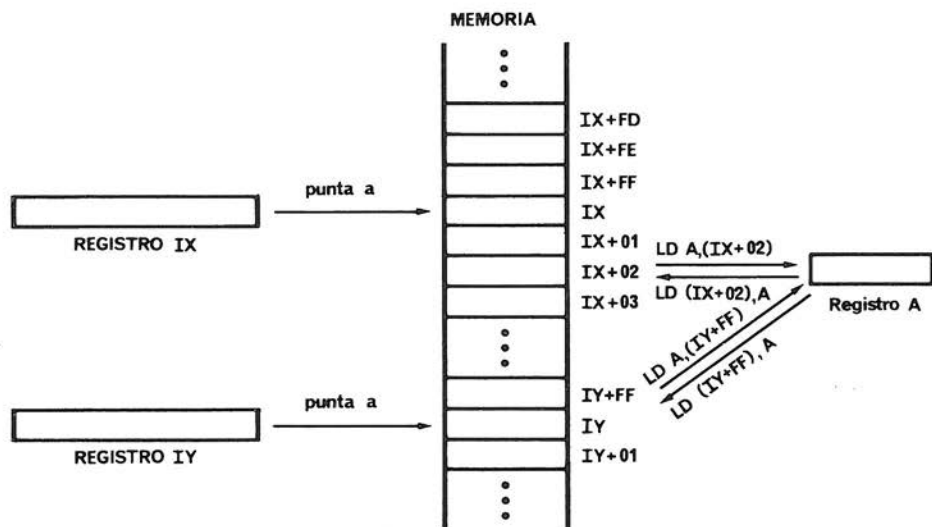 MEMORIA
IX+FD
IX+FE
IX+FF
punta a
IX
REGISTRO IX
IX+01
LD A,(IX+02)
IX+02
LD (IX+02),A
IX+03
Registro A
LD A,(IY+FF)
LD (IY+FF), A
IY+FF
punta a
IY
REGISTRO IY
IY+01